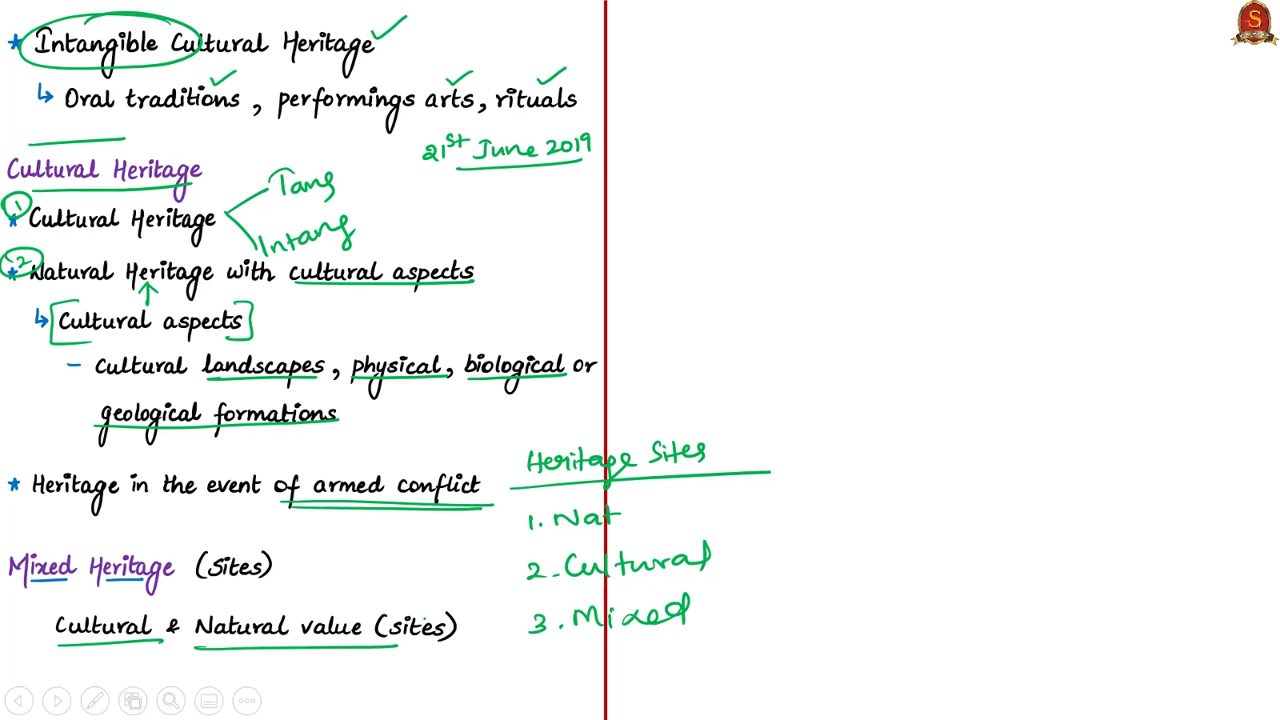 * Intangible Cultural Heritage
↳ Oral traditions, performings arts, rituals
21st June 2019
Cultural Heritage
1
* Cultural Heritage
Tang
Intang
2
* Natural Heritage with cultural aspects
↳ [Cultural aspects]
- cultural landscapes, physical, biological or
geological formations
* Heritage in the event of armed conflict
Mixed Heritage (Sites)
Cultural & Natural value (sites)
Heritage Sites
1. Nat
2. Cultural
3. Mixed
S